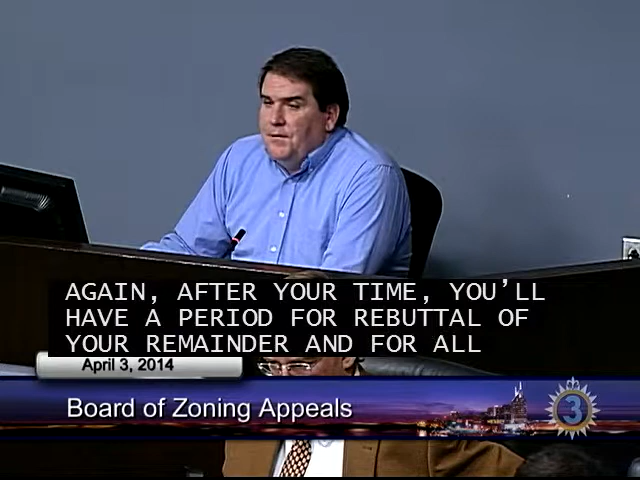 AGAIN, AFTER YOUR TIME, YOU'LL
HAVE A PERIOD FOR REBUTTAL OF
YOUR REMAINDER AND FOR ALL
April 3, 2014
Board of Zoning Appeals
3